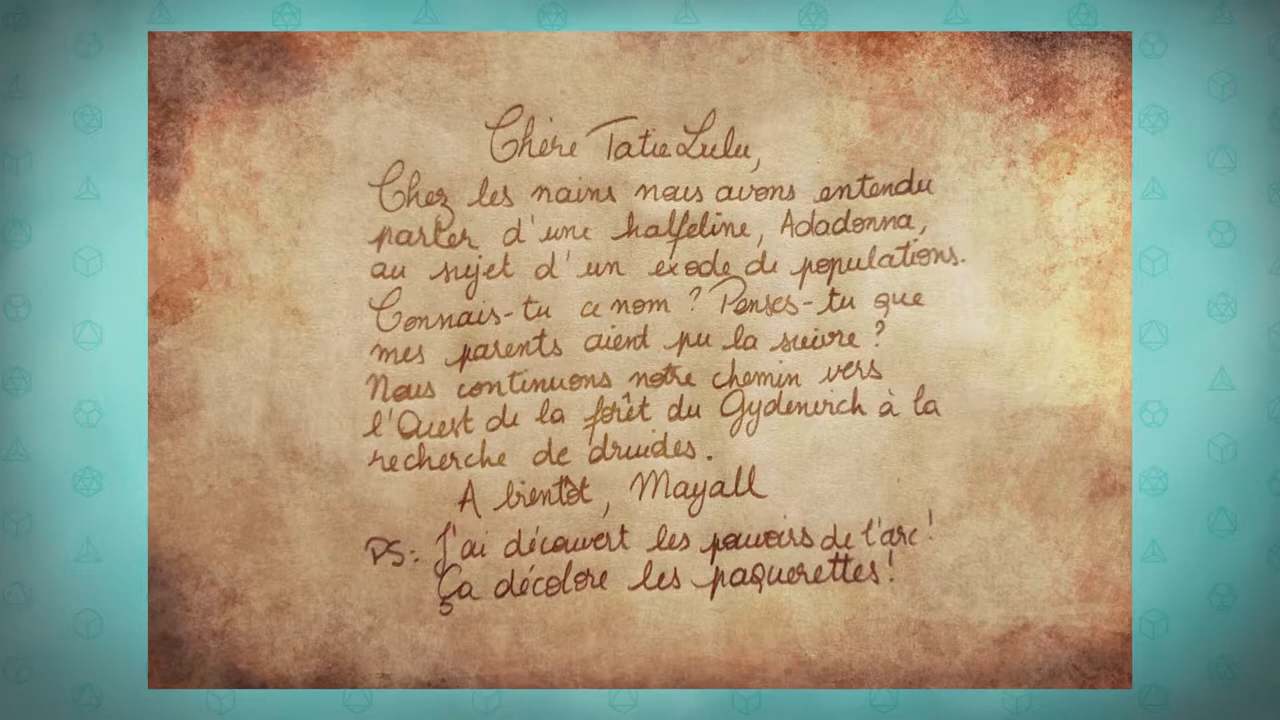 Chère Tatie Lulu,
Chez les nains nous avons entendu
parler d'une halfeline, Adadonna,
au sujet d'un exode de populations.
Connais-tu ce nom ? Penses-tu que
mes parents aient pu la suivre ?
Nous continuons notre chemin vers
l'Ouest de la forêt du Gydenwich à la
recherche de druides.
A bientôt, Mayall
PS: J'ai découvert les pouvoirs de l'arc !
Ça décolore les paquerettes !